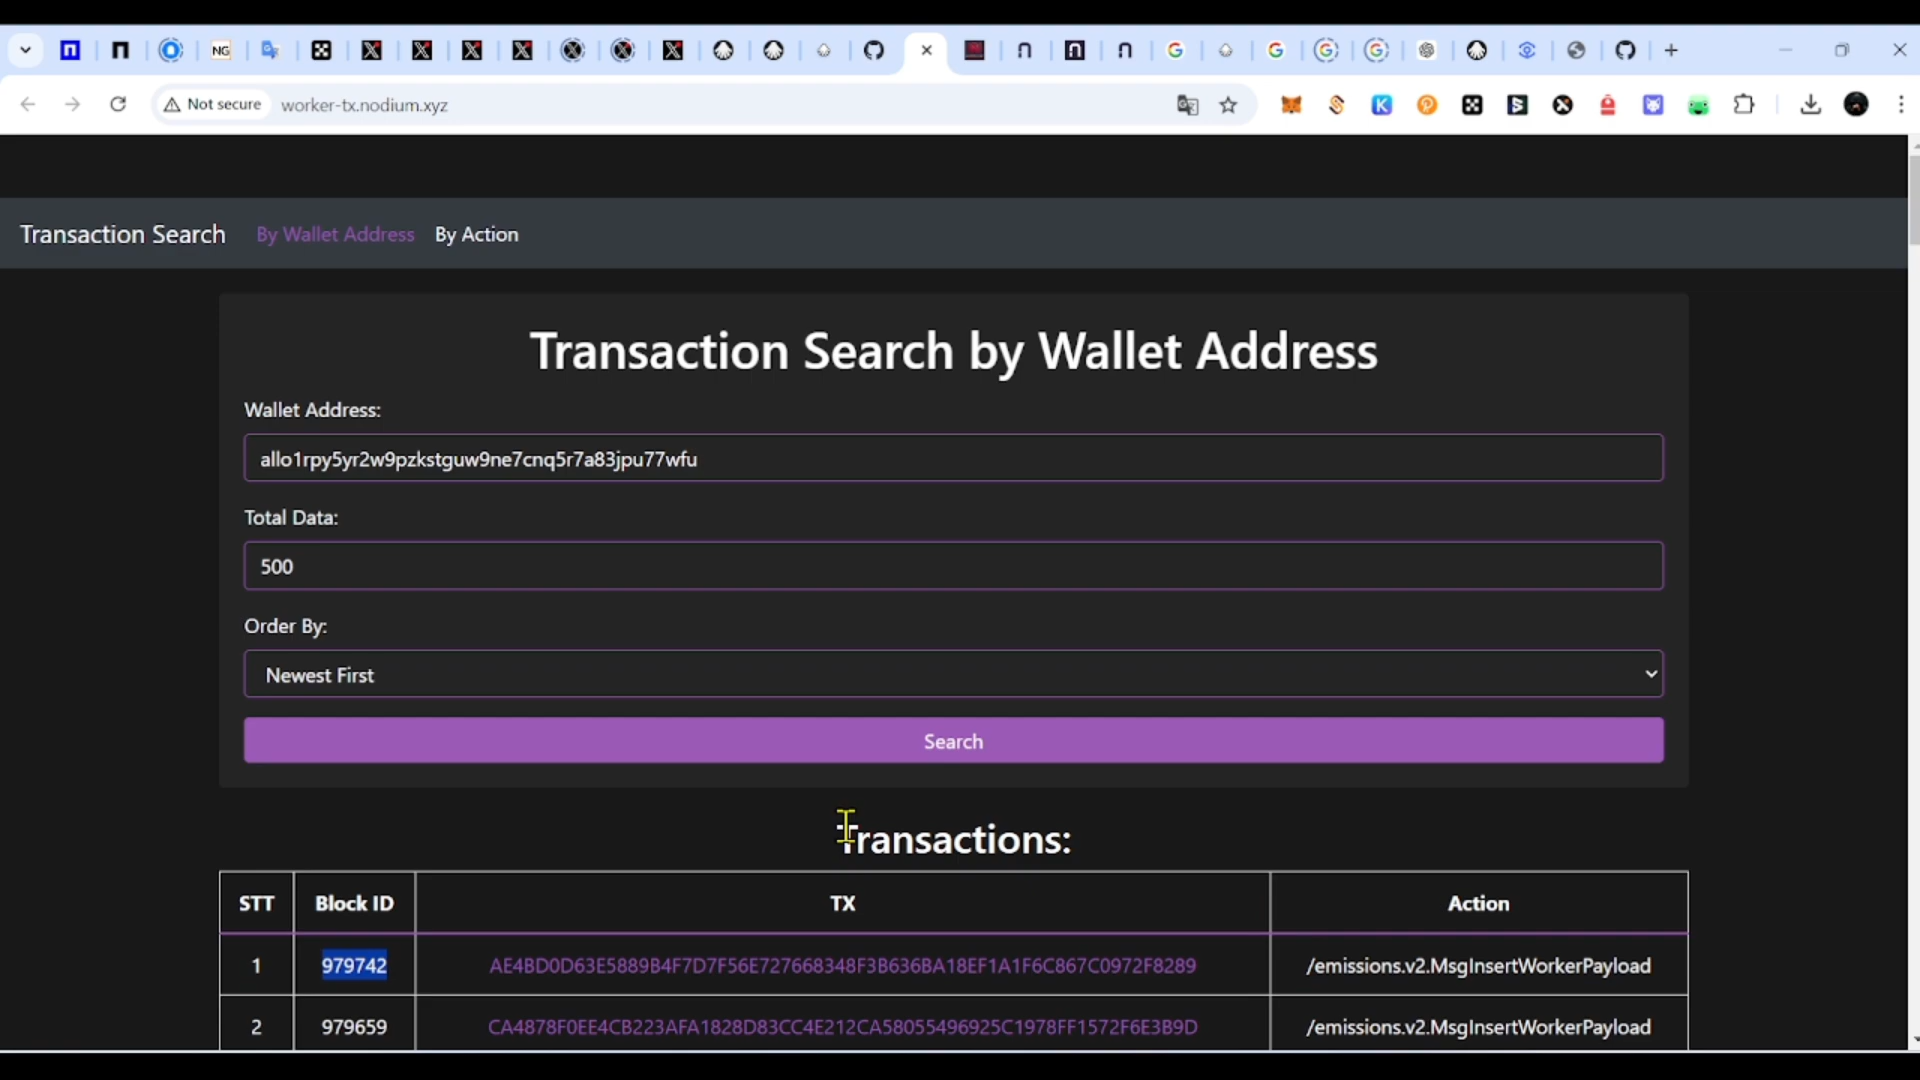 NG
Not secure
worker-tx.nodium.xyz
Transaction Search
By Wallet Address
By Action
Transaction Search by Wallet Address
Wallet Address:
allo1rpy5yr2w9pzkstguw9ne7cnq5r7a83jpu77wfu
Total Data:
500
Order By:
Newest First
Search
Transactions:
STT Block ID TX Action
1 979742 AE4BD0D63E5889B4F7D7F56E727668348F3B636BA18EF1A1F6C867C0972F8289 /emissions.v2.MsgInsertWorkerPayload
2 979659 CA4878F0EE4CB223AFA1828D83CC4E212CA58055496925C1978FF1572F6E3B9D /emissions.v2.MsgInsertWorkerPayload